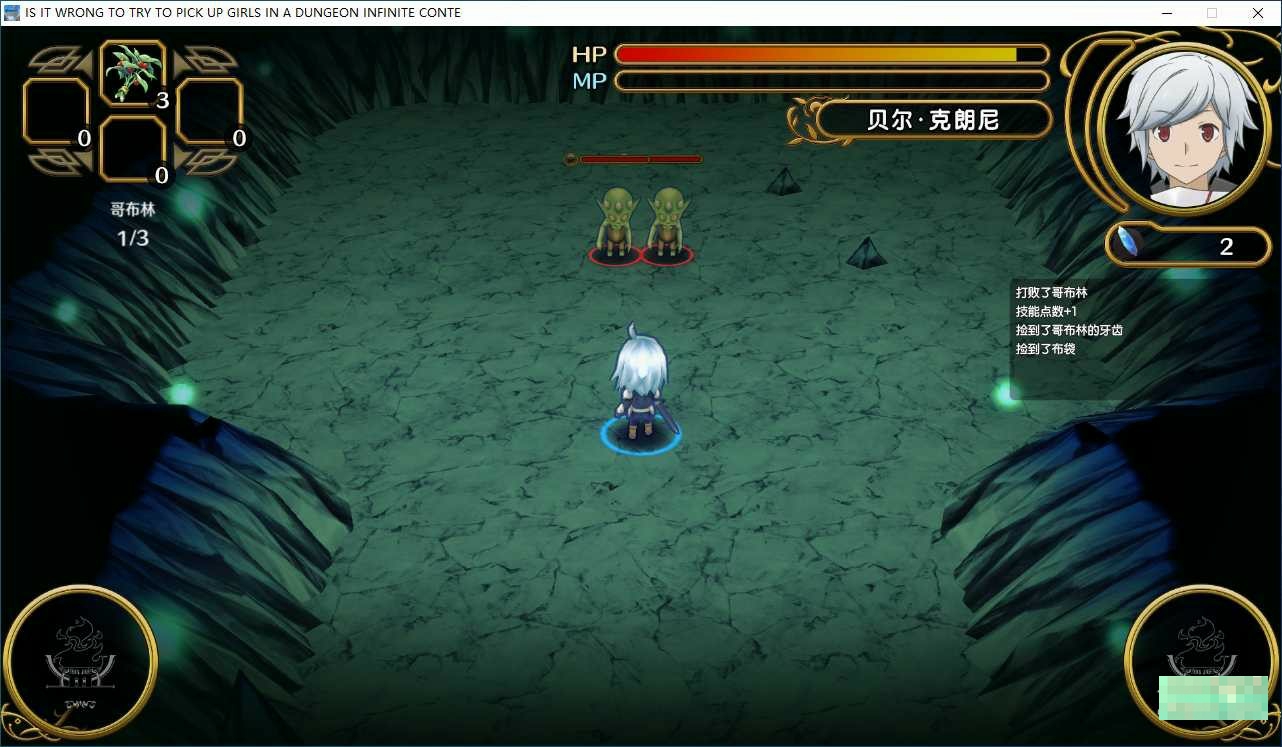 IS IT WRONG TO TRY TO PICK UP GIRLS IN A DUNGEON INFINITE CONTE
HP
MP
3
0
0
0
贝尔·克朗尼
哥布林
1/3
2
打败了哥布林
技能点数+1
捡到了哥布林的牙齿
捡到了布袋